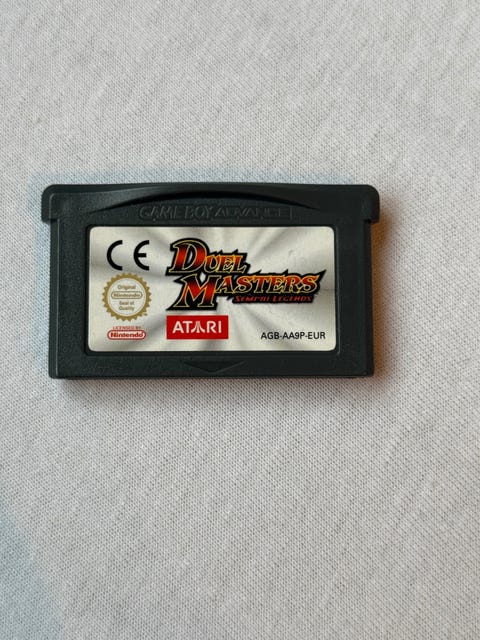 GAME BOY ADVANCE
CE
DUEL
MASTERS
SEMPAI LEGENDS
Original
Nintendo
Seal of
Quality
LICENSED BY
Nintendo
ATARI
AGB-AA9P-EUR